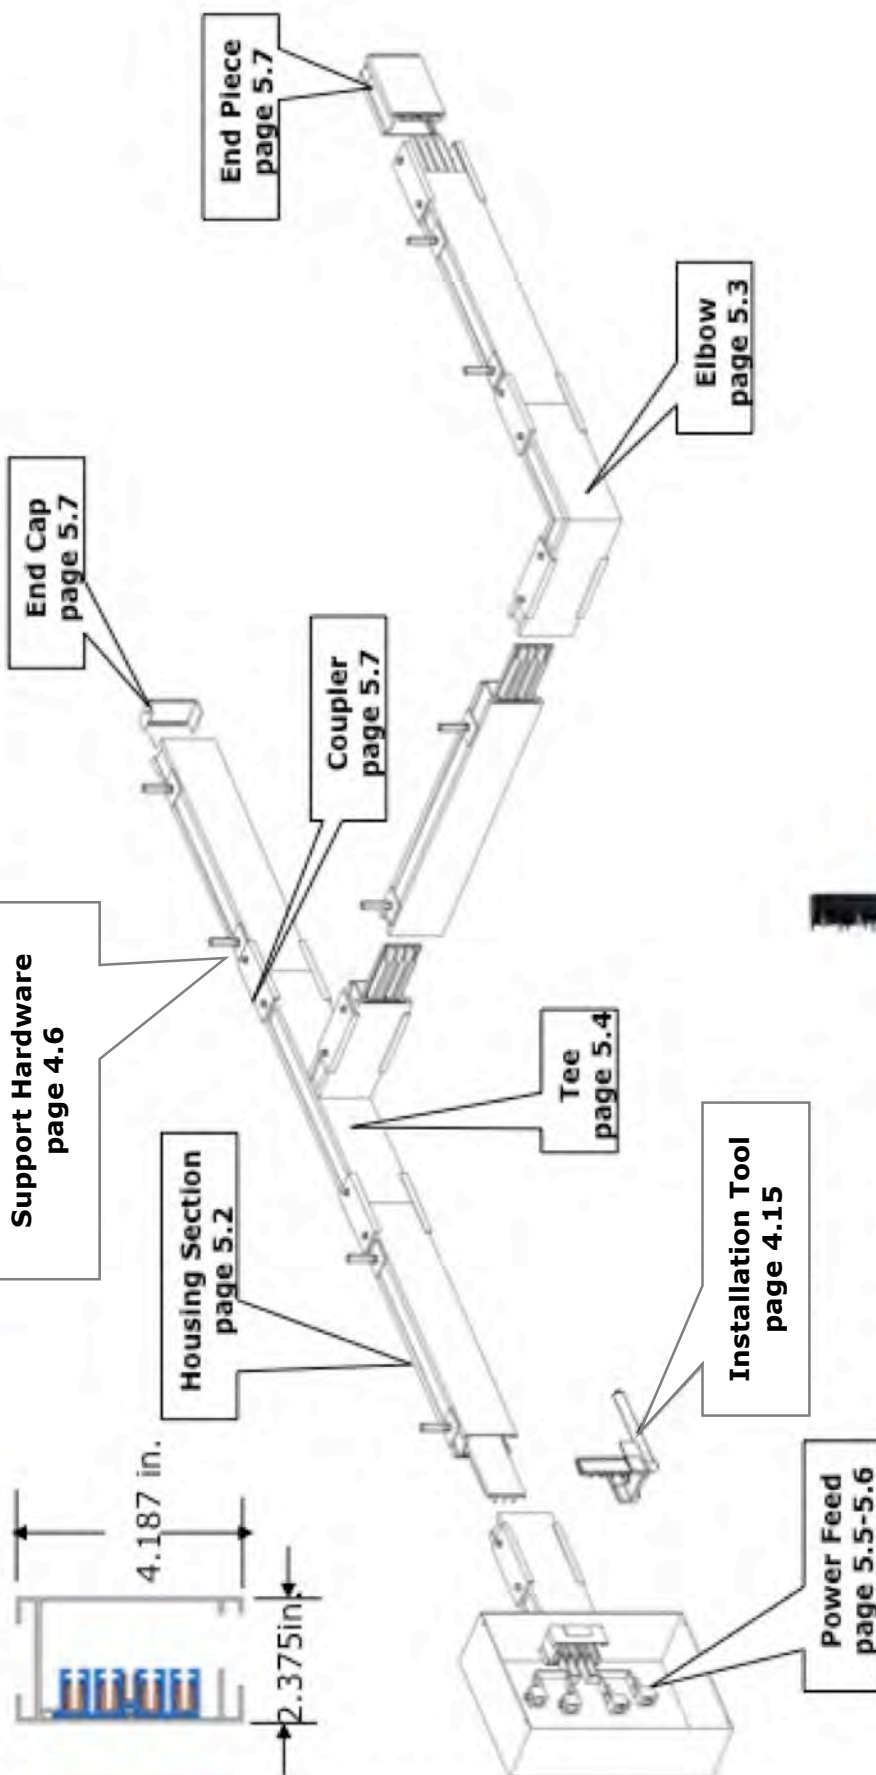 End Piece
page 5.7
End Cap
page 5.7
Elbow
page 5.3
Coupler
page 5.7
Support Hardware
page 4.6
Tee
page 5.4
Housing Section
page 5.2
Installation Tool
page 4.15
4.187 in.
2.375in.
Power Feed
page 5.5-5.6